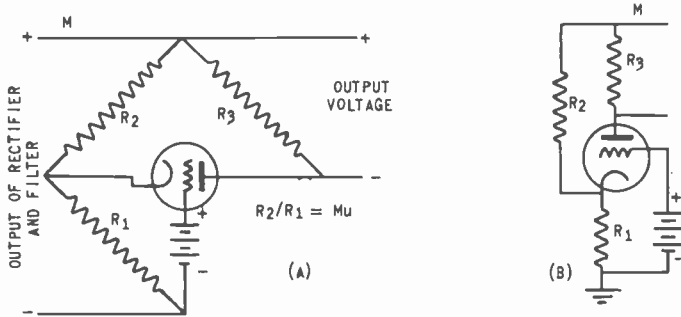 M
+
+
R2
R3
OUTPUT
VOLTAGE
OUTPUT OF RECTIFIER
AND FILTER
+
-
R2/R1 = Mu
R1
-
(A)
-
M
R3
R2
+
R1
-
(B)